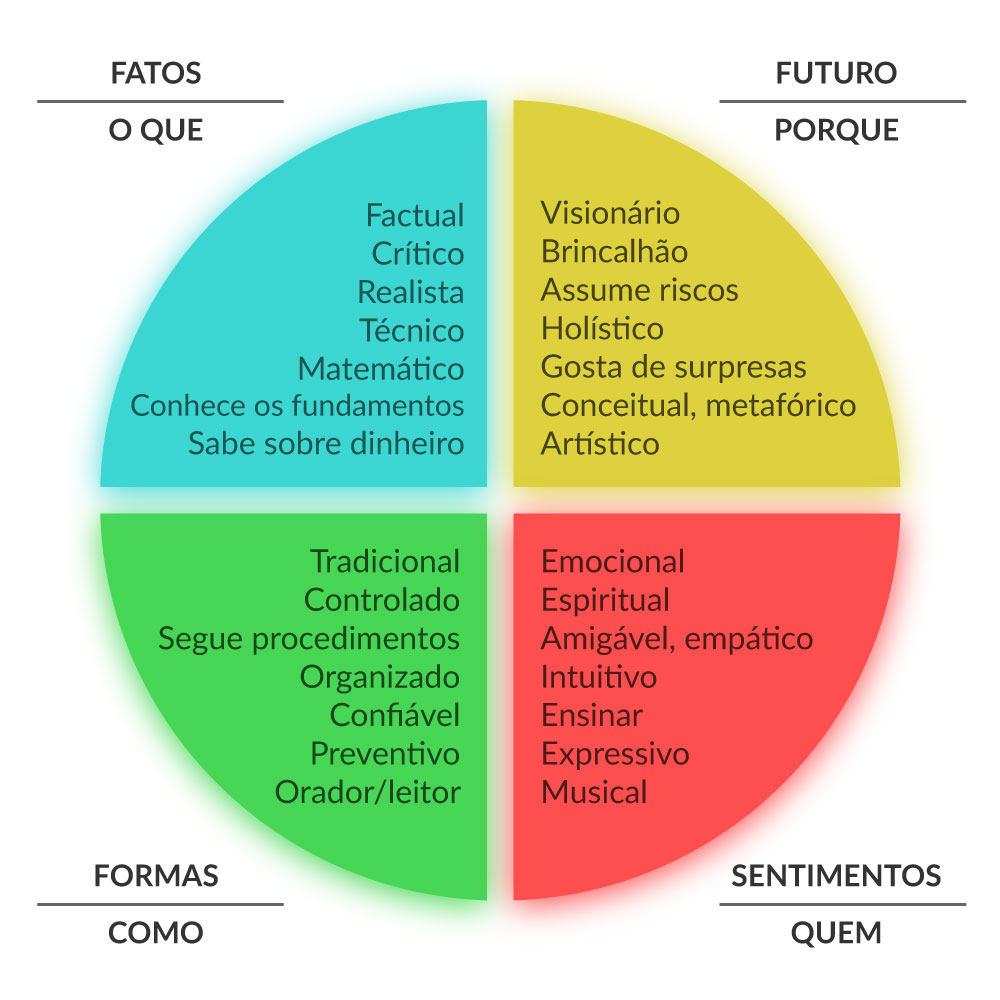 FATOS
O QUE
Factual
Crítico
Realista
Técnico
Matemático
Conhece os fundamentos
Sabe sobre dinheiro
FUTURO
PORQUE
Visionário
Brincalhão
Assume riscos
Holístico
Gosta de surpresas
Conceitual, metafórico
Artístico
Tradicional
Controlado
Segue procedimentos
Organizado
Confiável
Preventivo
Orador/leitor
FORMAS
COMO
Emocional
Espiritual
Amigável, empático
Intuitivo
Ensinar
Expressivo
Musical
SENTIMENTOS
QUEM